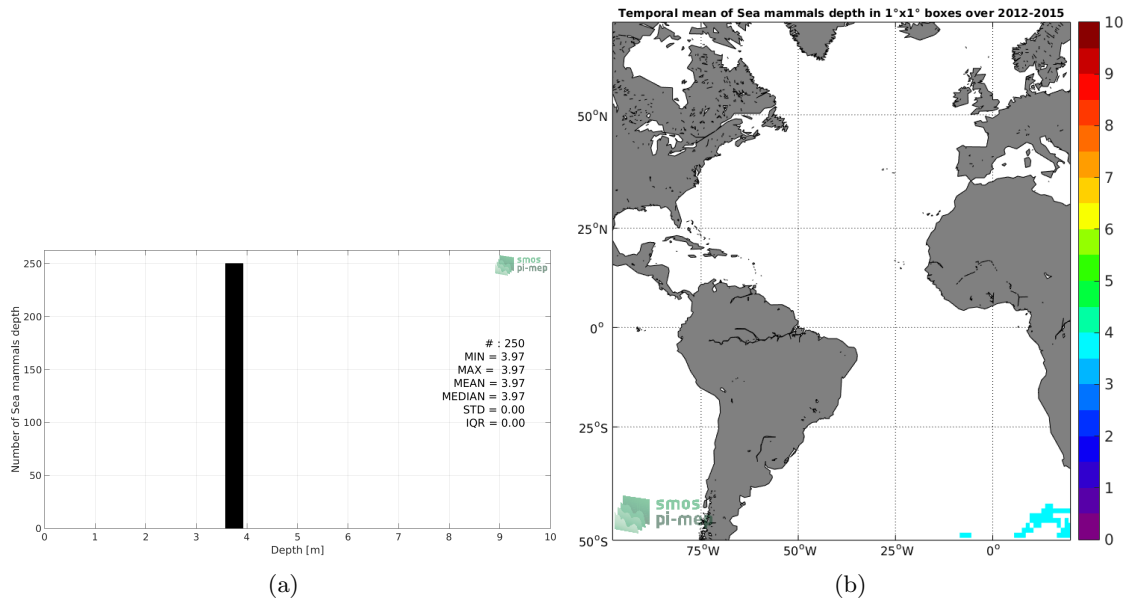 Number of Sea mammals depth
250
200
150
100
50
0
smos
pi-mep
# : 250
MIN = 3.97
MAX = 3.97
MEAN = 3.97
MEDIAN = 3.97
STD = 0.00
IQR = 0.00
0 1 2 3 4 5 6 7 8 9 10
Depth [m]
(a)
Temporal mean of Sea mammals depth in 1°x1° boxes over 2012-2015
50°N
25°N
0°
25°S
50°S
smos
pi-mep
75°W 50°W 25°W 0°
10
9
8
7
6
5
4
3
2
1
0
(b)